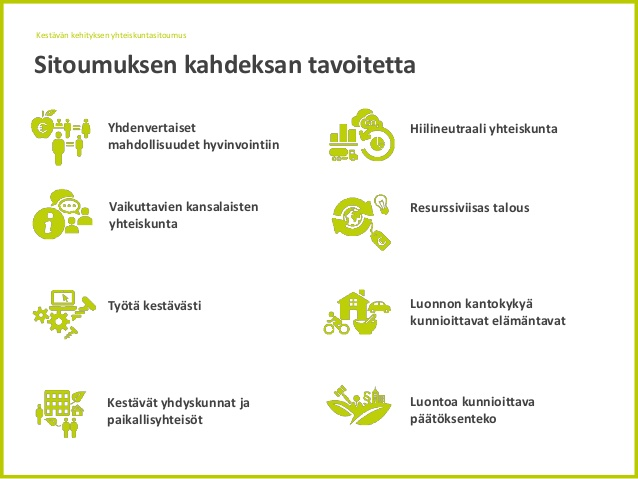 Kestävän kehityksen yhteiskuntasitoumus
Sitoumuksen kahdeksan tavoitetta
Yhdenvertaiset
mahdollisuudet hyvinvointiin
Vaikuttavien kansalaisten
yhteiskunta
Työtä kestävästi
Kestävät yhdyskunnat ja
paikallisyhteisöt
Hiilineutraali yhteiskunta
Resurssiviisas talous
Luonnon kantokykyä
kunnioittavat elämäntavat
Luontoa kunnioittava
päätöksenteko